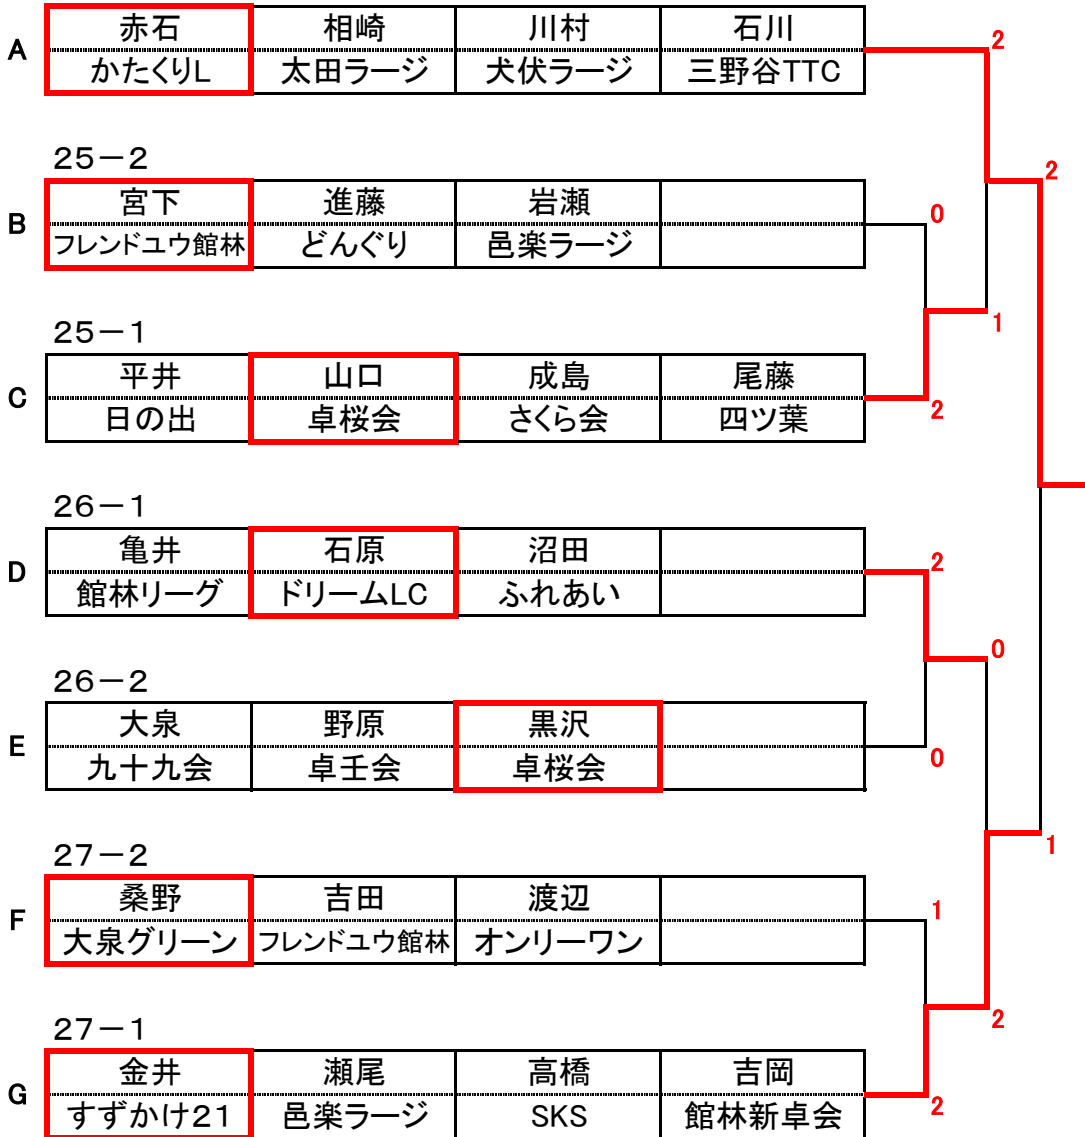 赤石 相崎 川村 石川 2
A
かたくりL 太田ラージ 犬伏ラージ 三野谷TTC
25－2 2
宮下 進藤 岩瀬 0
B
フレンドユウ館林 どんぐり 邑楽ラージ
25－1 1
平井 山口 成島 尾藤
C
日の出 卓桜会 さくら会 四ツ葉 2
26－1
亀井 石原 沼田 2
D
館林リーグ ドリームLC ふれあい
26－2 0
大泉 野原 黒沢
E
九十九会 卓壬会 卓桜会 0
27－2 1
桑野 吉田 渡辺 1
F
大泉グリーン フレンドユウ館林 オンリーワン
27－1 2
金井 瀬尾 高橋 吉岡
G
すずかけ２１ 邑楽ラージ SKS 館林新卓会 2